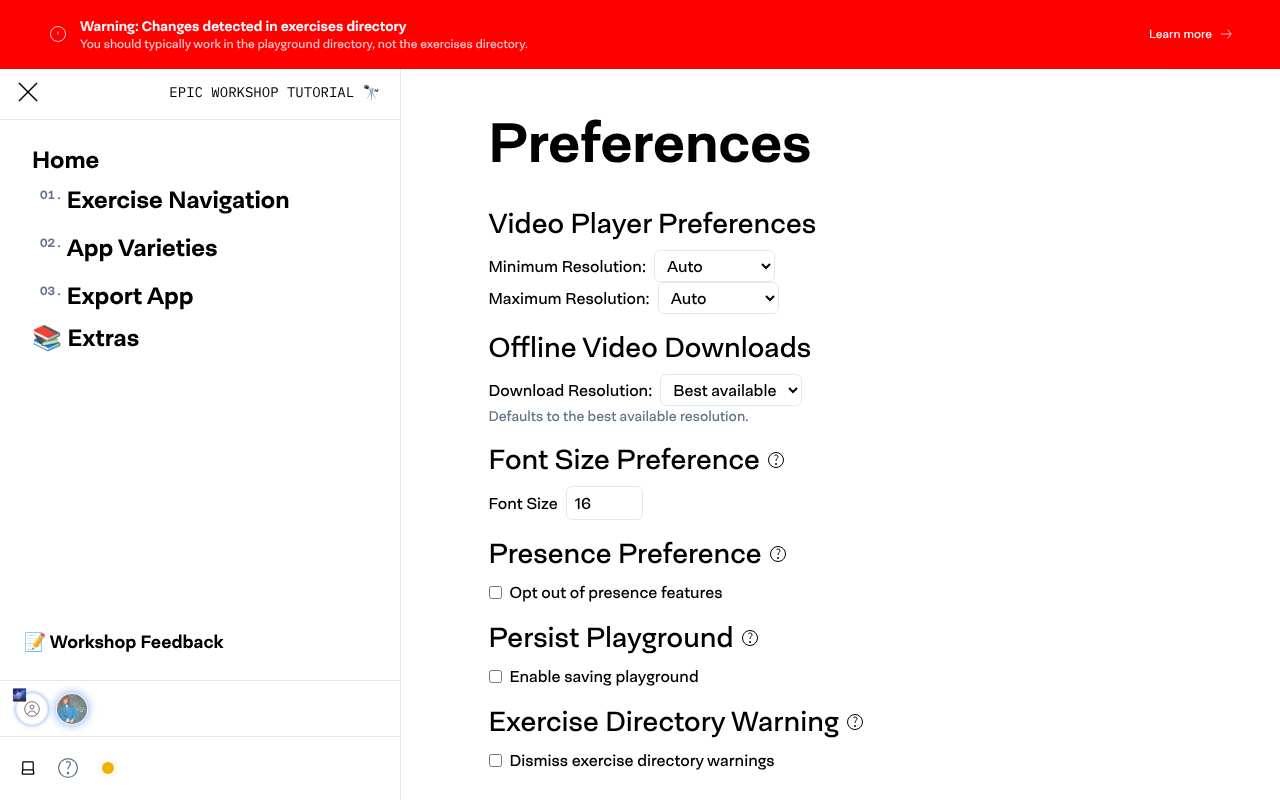 Warning: Changes detected in exercises directory
You should typically work in the playground directory, not the exercises directory.
Learn more
EPIC WORKSHOP TUTORIAL
Home
01. Exercise Navigation
02. App Varieties
03. Export App
Extras
Workshop Feedback
Preferences
Video Player Preferences
Minimum Resolution: Auto
Maximum Resolution: Auto
Offline Video Downloads
Download Resolution: Best available
Defaults to the best available resolution.
Font Size Preference
Font Size 16
Presence Preference
Opt out of presence features
Persist Playground
Enable saving playground
Exercise Directory Warning
Dismiss exercise directory warnings